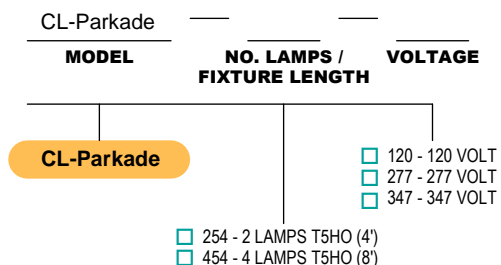 CL-Parkade — —
MODEL NO. LAMPS / VOLTAGE
FIXTURE LENGTH
CL-Parkade
120 - 120 VOLT
277 - 277 VOLT
347 - 347 VOLT
254 - 2 LAMPS T5HO (4')
454 - 4 LAMPS T5HO (8')